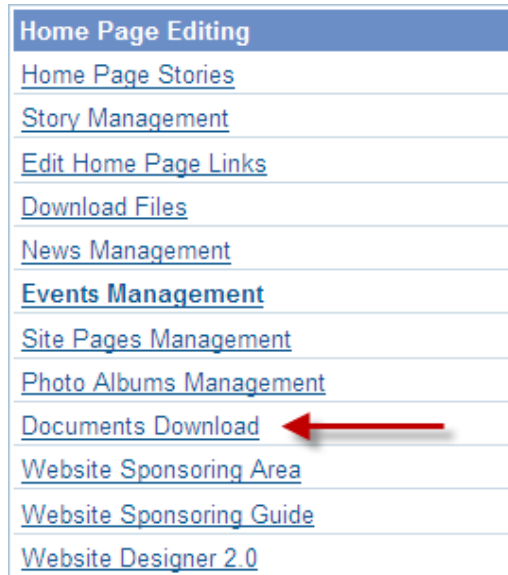 Home Page Editing
Home Page Stories
Story Management
Edit Home Page Links
Download Files
News Management
Events Management
Site Pages Management
Photo Albums Management
Documents Download
Website Sponsoring Area
Website Sponsoring Guide
Website Designer 2.0